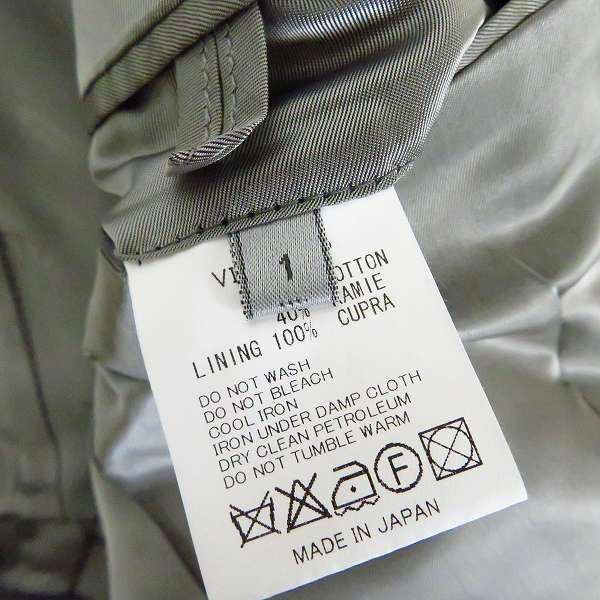 1
COTTON
40% RAMIE
LINING 100% CUPRA
DO NOT WASH
DO NOT BLEACH
COOL IRON
IRON UNDER DAMP CLOTH
DRY CLEAN PETROLEUM
DO NOT TUMBLE WARM
F
MADE IN JAPAN